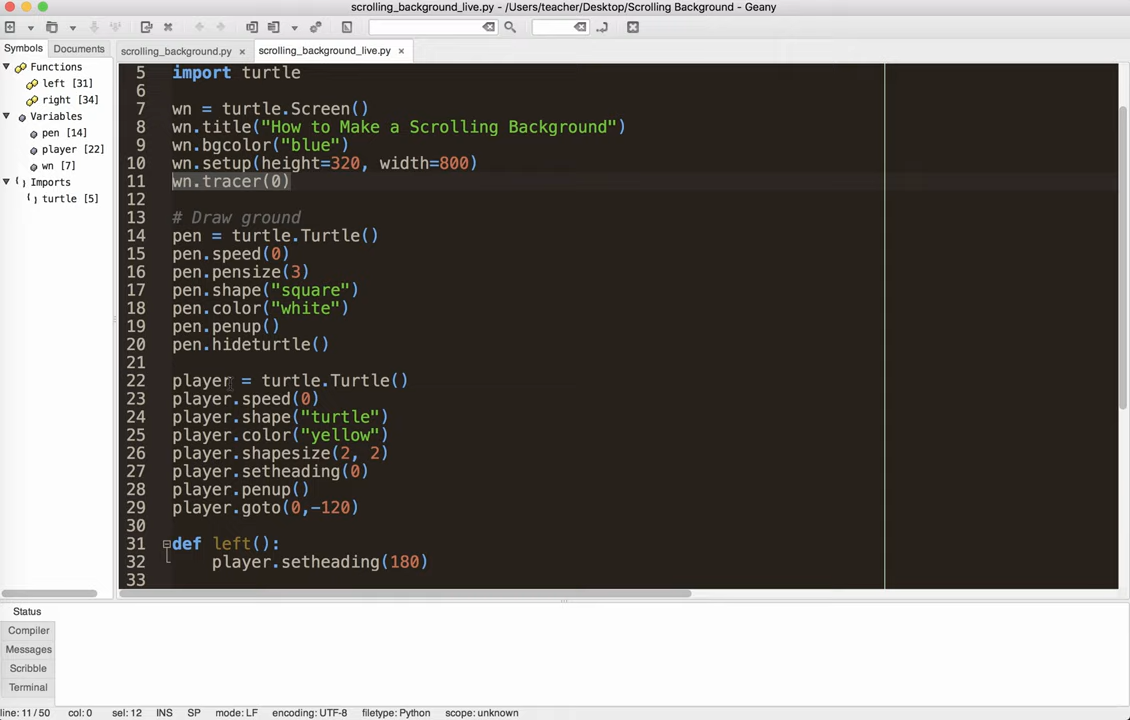 scrolling_background_live.py - /Users/teacher/Desktop/Scrolling Background - Geany
Symbols Documents
scrolling_background.py × scrolling_background_live.py ×
Functions
left [31]
right [34]
Variables
pen [14]
player [22]
wn [7]
Imports
turtle [5]
5 import turtle
6
7 wn = turtle.Screen()
8 wn.title("How to Make a Scrolling Background")
9 wn.bgcolor("blue")
10 wn.setup(height=320, width=800)
11 wn.tracer(0)
12
13 # Draw ground
14 pen = turtle.Turtle()
15 pen.speed(0)
16 pen.pensize(3)
17 pen.shape("square")
18 pen.color("white")
19 pen.penup()
20 pen.hideturtle()
21
22 player = turtle.Turtle()
23 player.speed(0)
24 player.shape("turtle")
25 player.color("yellow")
26 player.shapesize(2, 2)
27 player.setheading(0)
28 player.penup()
29 player.goto(0,-120)
30
31 def left():
32 player.setheading(180)
33
Status
Compiler
Messages
Scribble
Terminal
line: 11 / 50 col: 0 sel: 12 INS SP mode: LF encoding: UTF-8 filetype: Python scope: unknown